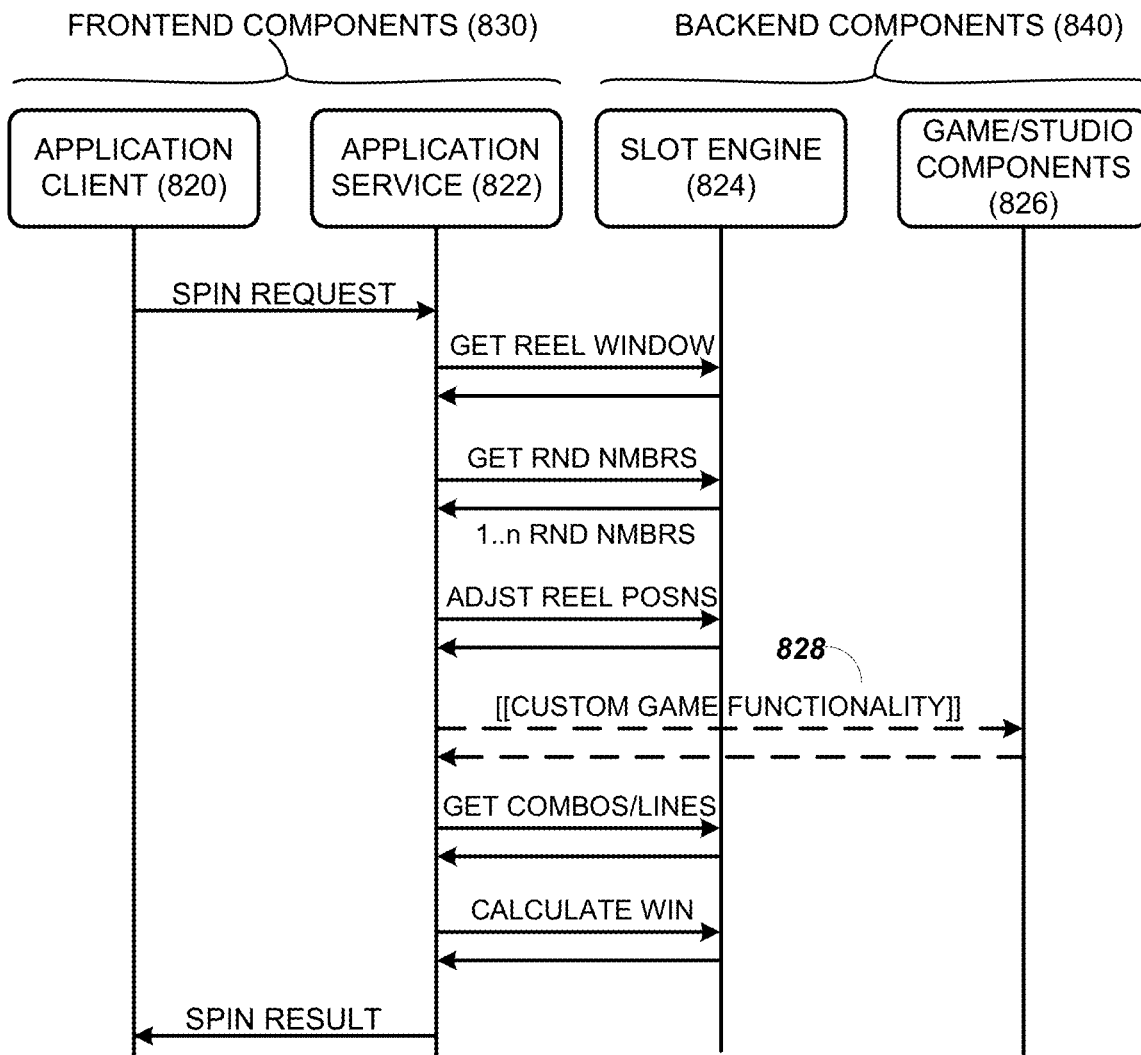 FRONTEND COMPONENTS (830)
BACKEND COMPONENTS (840)
APPLICATION
CLIENT (820)
APPLICATION
SERVICE (822)
SLOT ENGINE
(824)
GAME/STUDIO
COMPONENTS
(826)
SPIN REQUEST
GET REEL WINDOW
GET RND NMBRS
1..n RND NMBRS
ADJST REEL POSNS
828
[[CUSTOM GAME FUNCTIONALITY]]
GET COMBOS/LINES
CALCULATE WIN
SPIN RESULT